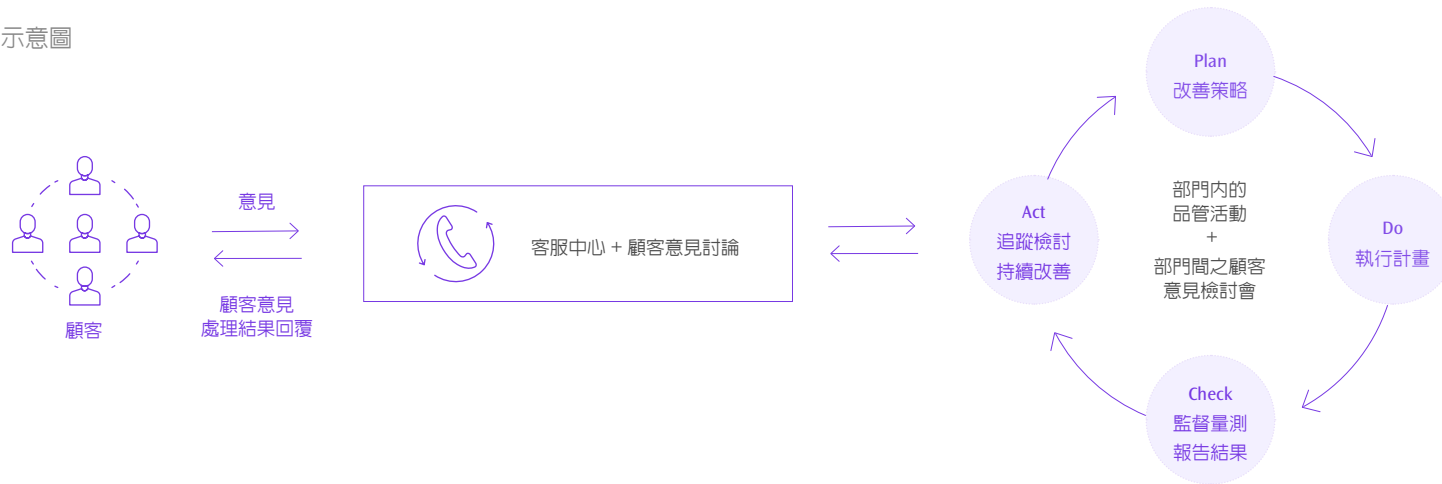 示意圖
意見
顧客意見
處理結果回覆
顧客
客服中心 + 顧客意見討論
Plan
改善策略
Do
執行計畫
Check
監督量測
報告結果
Act
追蹤檢討
持續改善
部門內的
品管活動
+
部門間之顧客
意見檢討會